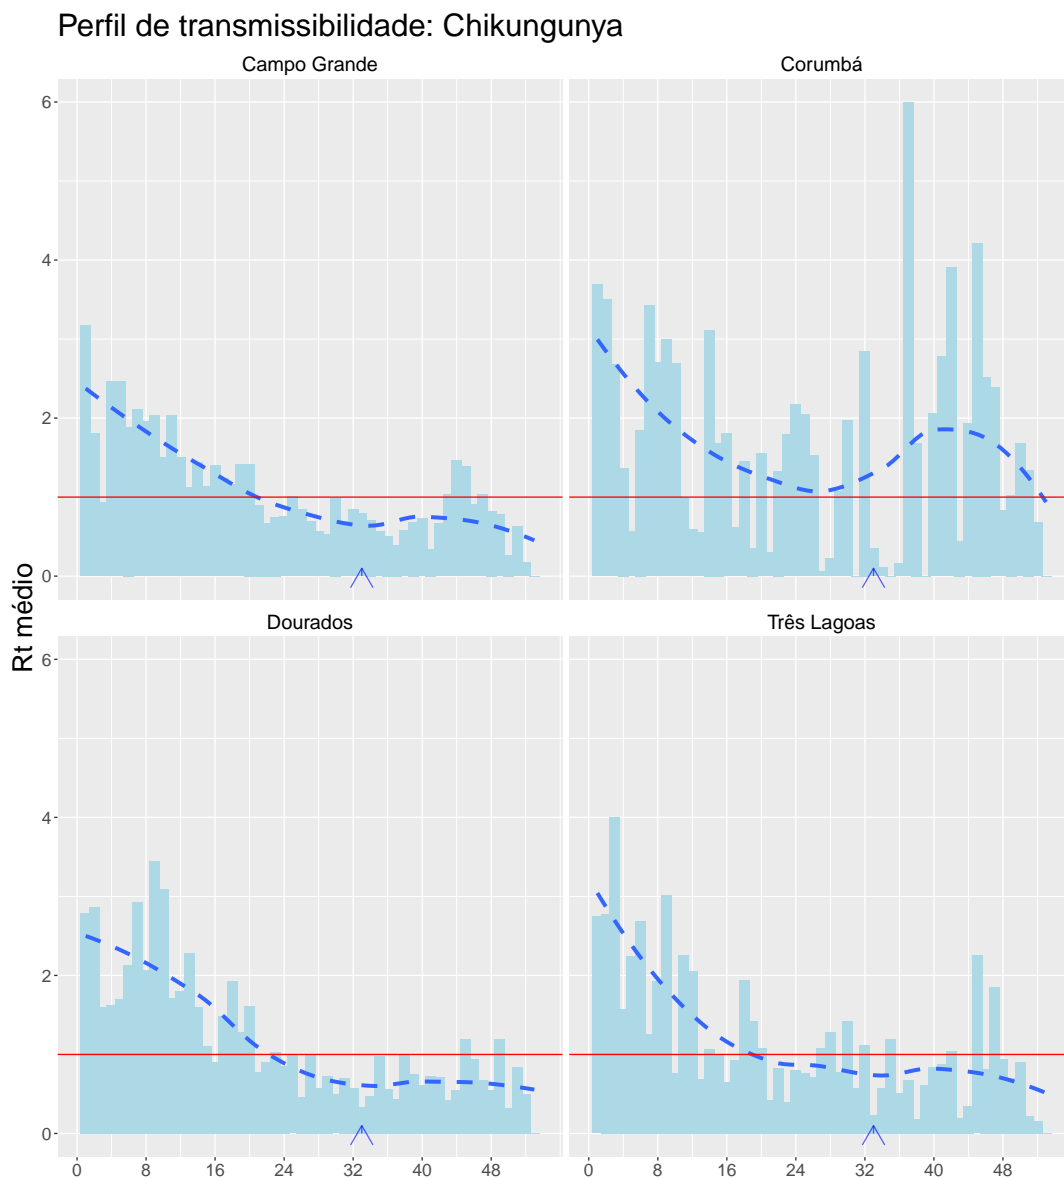 Perfil de transmissibilidade: Chikungunya
Campo Grande
Corumbá
6
4
2
0
Rt médio
Dourados
Três Lagoas
6
4
2
0
0 8 16 24 32 40 48
0 8 16 24 32 40 48